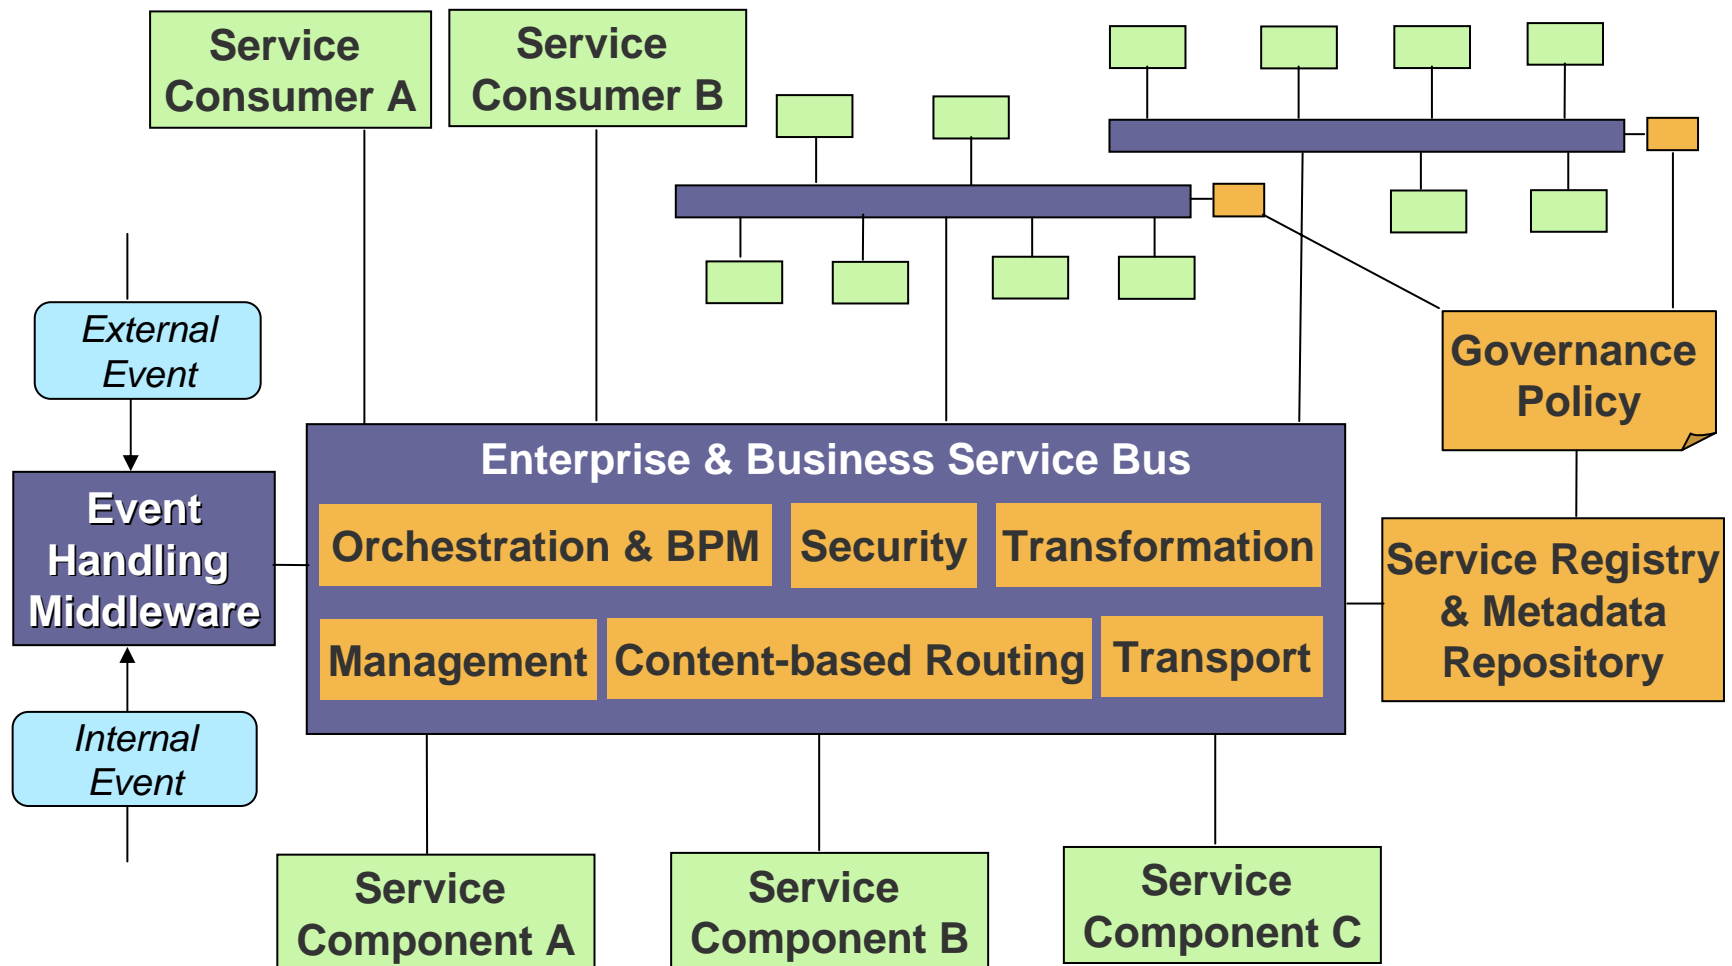 Service
Consumer A
Service
Consumer B
External
Event
Governance
Policy
Enterprise & Business Service Bus
Event
Handling
Middleware
Orchestration & BPM
Security
Transformation
Service Registry
& Metadata
Repository
Management
Content-based Routing
Transport
Internal
Event
Service
Component A
Service
Component B
Service
Component C